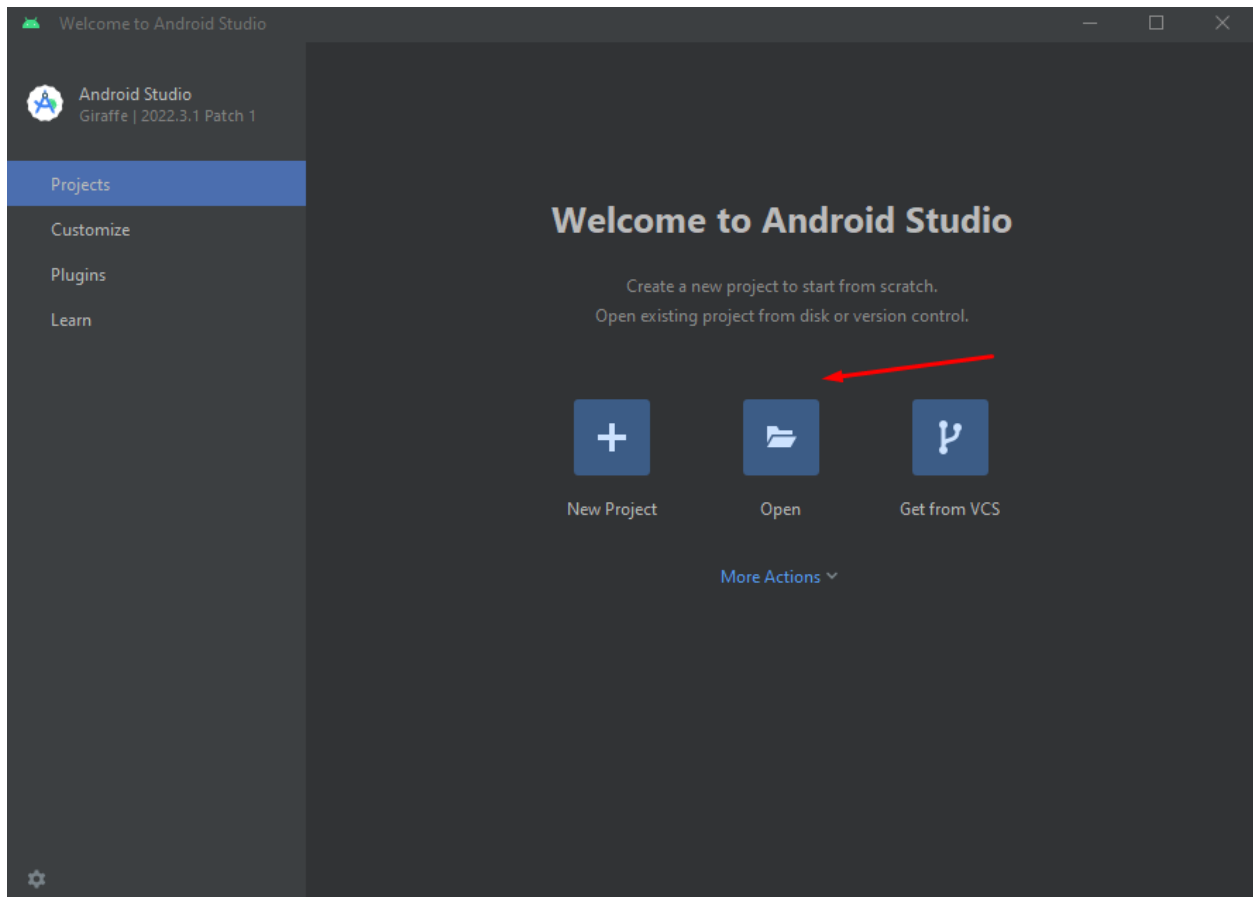 Welcome to Android Studio
Android Studio
Giraffe | 2022.3.1 Patch 1
Projects
Customize
Plugins
Learn
Welcome to Android Studio
Create a new project to start from scratch.
Open existing project from disk or version control.
New Project
Open
Get from VCS
More Actions